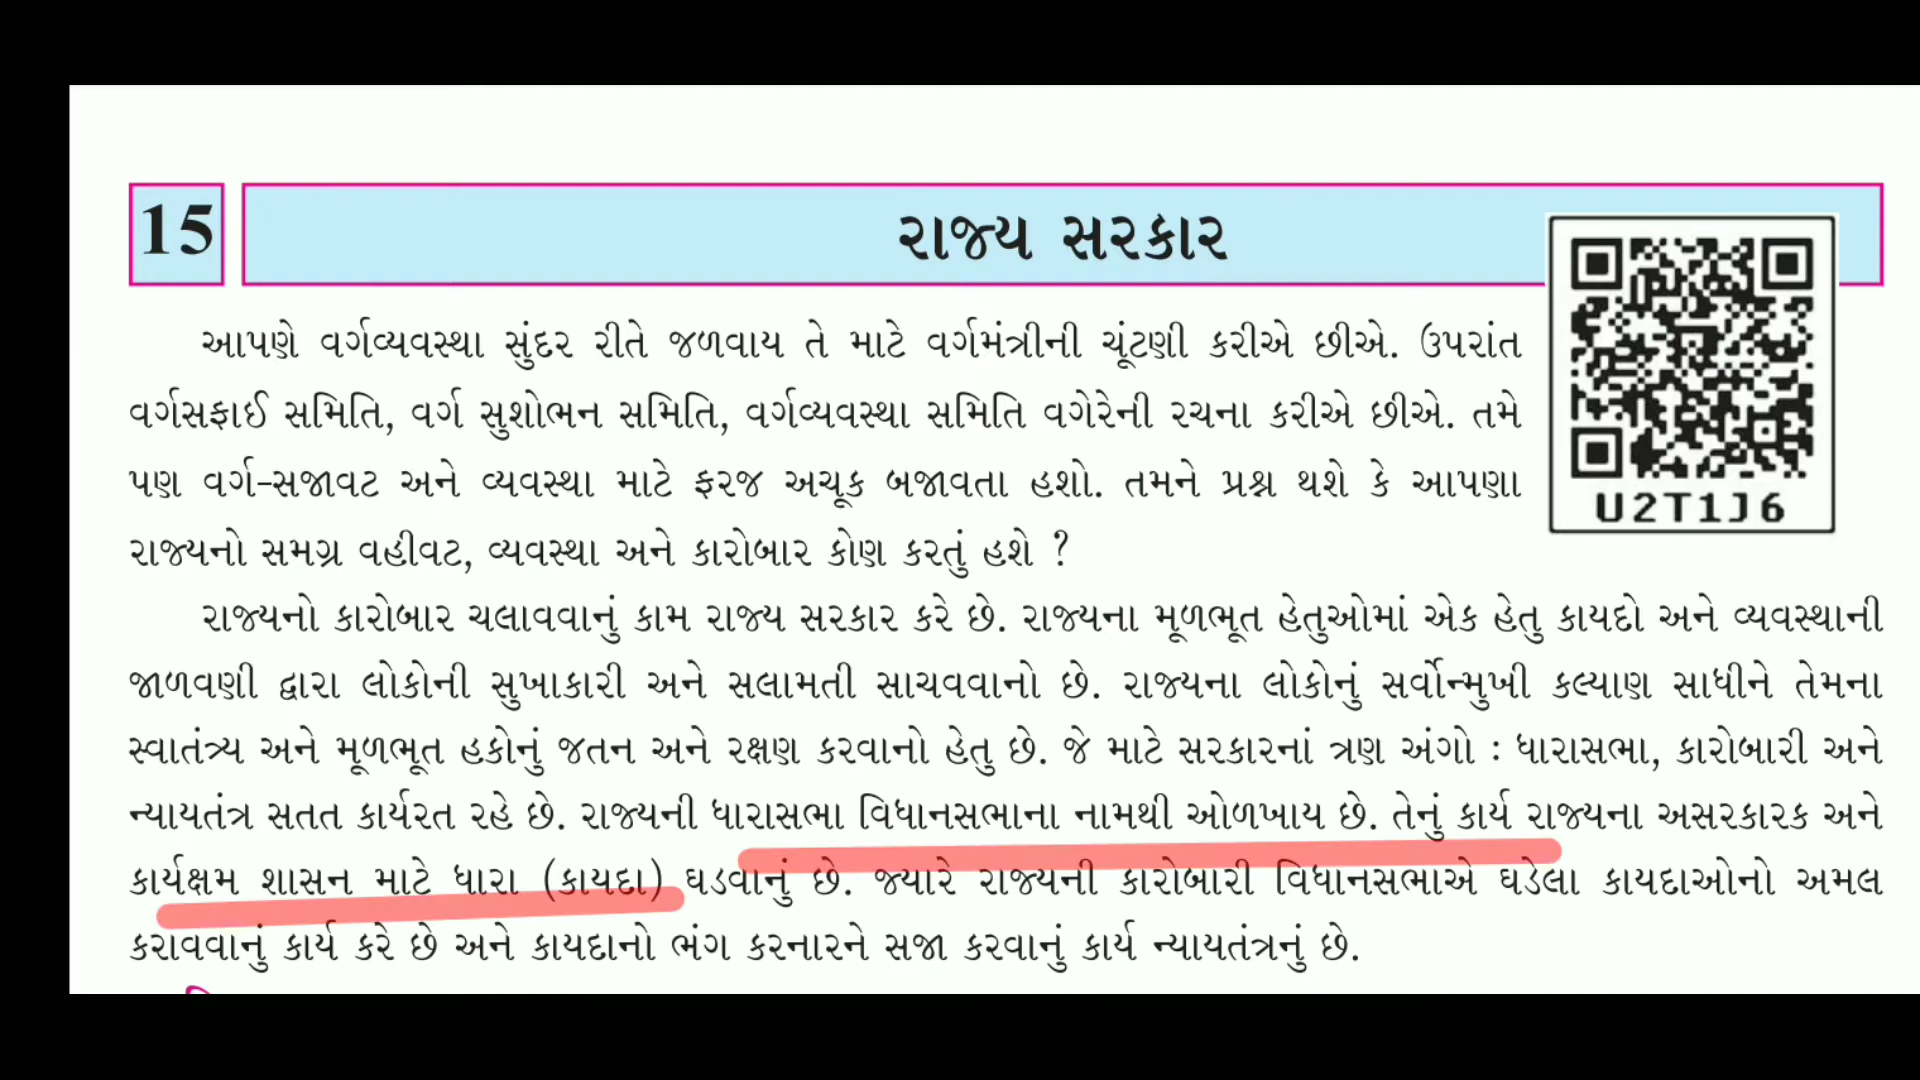 15
રાજ્ય સરકાર
આપણે વર્ગવ્યવસ્થા સુંદર રીતે જળવાય તે માટે વર્ગમંત્રીની ચૂંટણી કરીએ છીએ. ઉપરાંત
વર્ગસફાઈ સમિતિ, વર્ગ સુશોભન સમિતિ, વર્ગવ્યવસ્થા સમિતિ વગેરેની રચના કરીએ છીએ. તમે
પણ વર્ગ-સજાવટ અને વ્યવસ્થા માટે ફરજ અચૂક બજાવતા હશો. તમને પ્રશ્ન થશે કે આપણા
રાજ્યનો સમગ્ર વહીવટ, વ્યવસ્થા અને કારોબાર કોણ કરતું હશે ?
U2T1J6
રાજ્યનો કારોબાર ચલાવવાનું કામ રાજ્ય સરકાર કરે છે. રાજ્યના મૂળભૂત હેતુઓમાં એક હેતુ કાયદો અને વ્યવસ્થાની
જાળવણી દ્વારા લોકોની સુખાકારી અને સલામતી સાચવવાનો છે. રાજ્યના લોકોનું સર્વોન્મુખી કલ્યાણ સાધીને તેમના
સ્વાતંત્ર્ય અને મૂળભૂત હકોનું જતન અને રક્ષણ કરવાનો હેતુ છે. જે માટે સરકારનાં ત્રણ અંગો : ધારાસભા, કારોબારી અને
ન્યાયતંત્ર સતત કાર્યરત રહે છે. રાજ્યની ધારાસભા વિધાનસભાના નામથી ઓળખાય છે. તેનું કાર્ય રાજ્યના અસરકારક અને
કાર્યક્ષમ શાસન માટે ધારા (કાયદા) ઘડવાનું છે. જ્યારે રાજ્યની કારોબારી વિધાનસભાએ ઘડેલા કાયદાઓનો અમલ
કરાવવાનું કાર્ય કરે છે અને કાયદાનો ભંગ કરનારને સજા કરવાનું કાર્ય ન્યાયતંત્રનું છે.